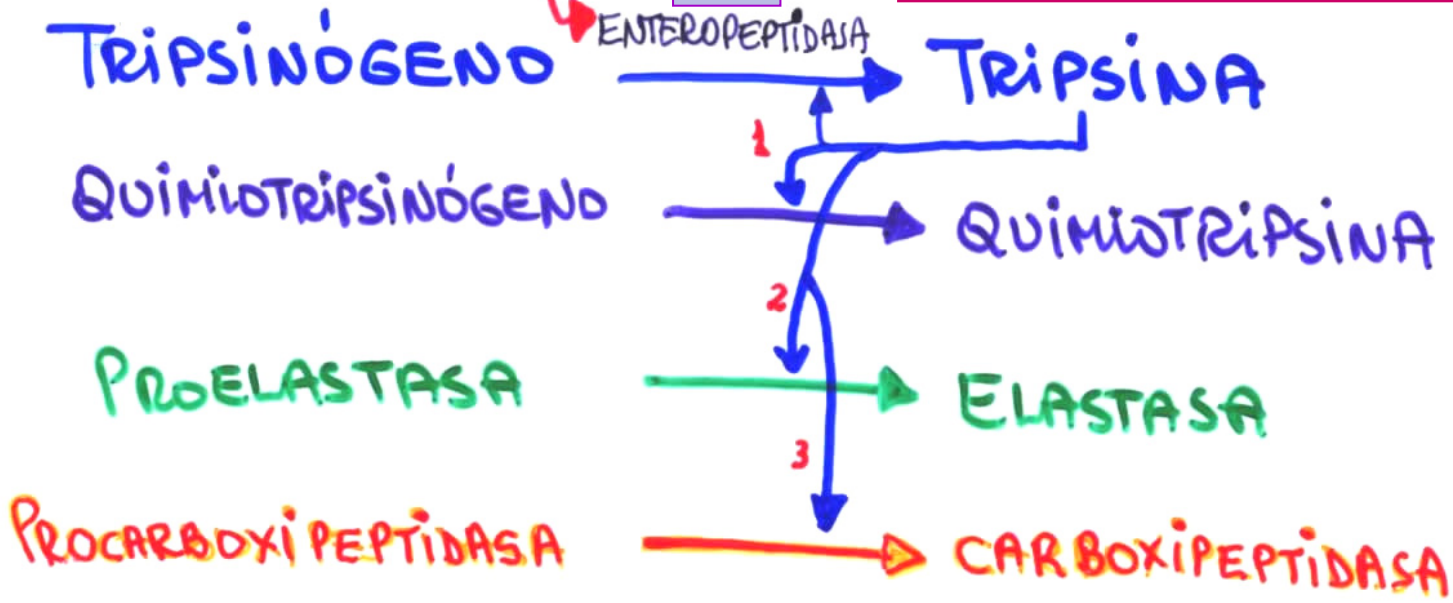 ENTEROPEPTIDASA
TRIPSINÓGENO TRIPSINA
1
QUIMIOTRIPSINÓGENO QUIMIOTRIPSINA
2
PROELASTASA ELASTASA
3
PROCARBOXIPEPTIDASA CARBOXIPEPTIDASA